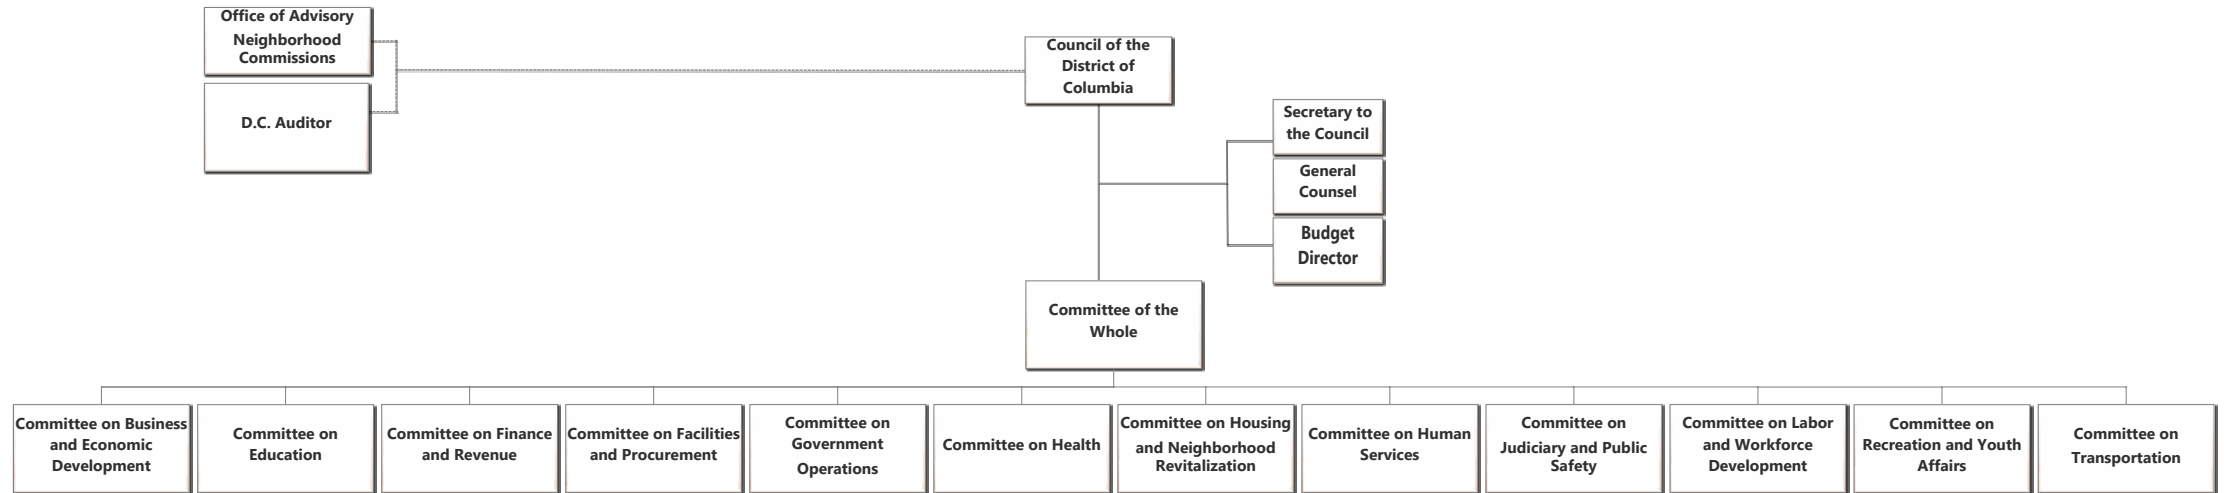 Office of Advisory
Neighborhood
Commissions
D.C. Auditor
Council of the
District of
Columbia
Secretary to
the Council
General
Counsel
Budget
Director
Committee of the
Whole
Committee on Business
and Economic
Development
Committee on
Education
Committee on Finance
and Revenue
Committee on Facilities
and Procurement
Committee on
Government
Operations
Committee on Health
Committee on Housing
and Neighborhood
Revitalization
Committee on Human
Services
Committee on
Judiciary and Public
Safety
Committee on Labor
and Workforce
Development
Committee on
Recreation and Youth
Affairs
Committee on
Transportation